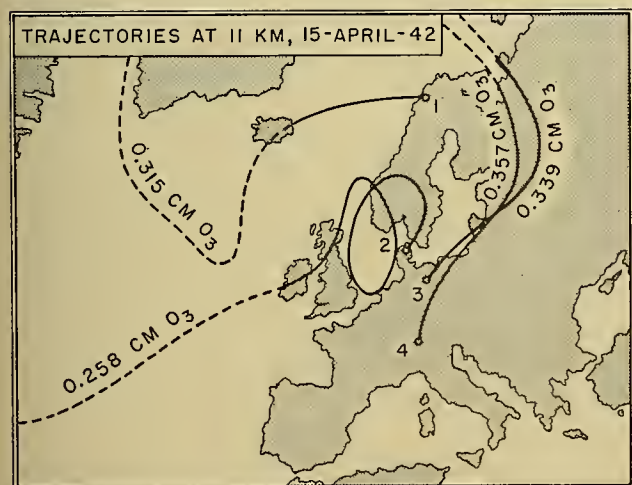 TRAJECTORIES AT 11 KM, 15-APRIL-42
1
0.315 CM O₃
0.357 CM O₃
0.339 CM O₃
2
3
0.258 CM O₃
4